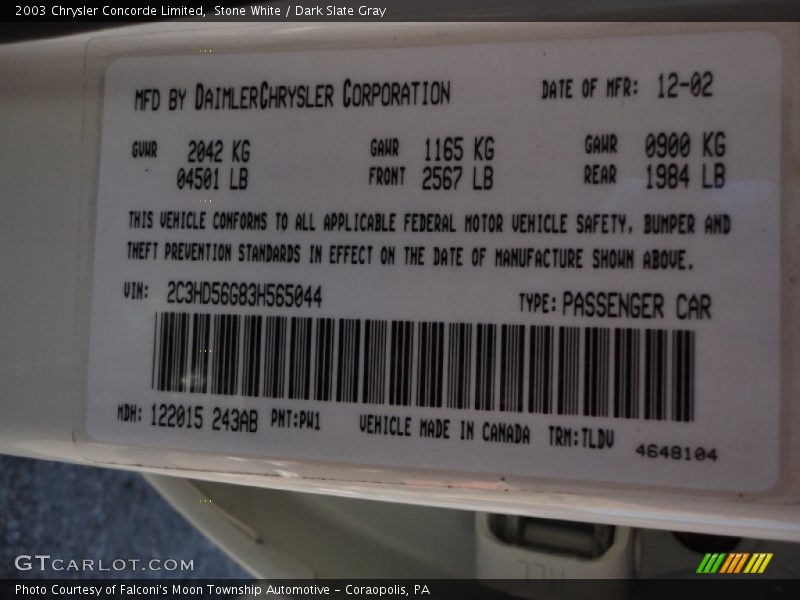 2003 Chrysler Concorde Limited, Stone White / Dark Slate Gray
MFD BY DAIMLERCHRYSLER CORPORATION DATE OF MFR: 12-02
GVWR 2042 KG GAWR 1165 KG GAWR 0900 KG
04501 LB FRONT 2567 LB REAR 1984 LB
THIS VEHICLE CONFORMS TO ALL APPLICABLE FEDERAL MOTOR VEHICLE SAFETY, BUMPER AND
THEFT PREVENTION STANDARDS IN EFFECT ON THE DATE OF MANUFACTURE SHOWN ABOVE.
VIN: 2C3HD56G83H565044 TYPE: PASSENGER CAR
MDH: 122015 243AB PNT:PW1 VEHICLE MADE IN CANADA TRM:TLDV
4648104
GTCARLOT.COM
Photo Courtesy of Falconi's Moon Township Automotive - Coraopolis, PA